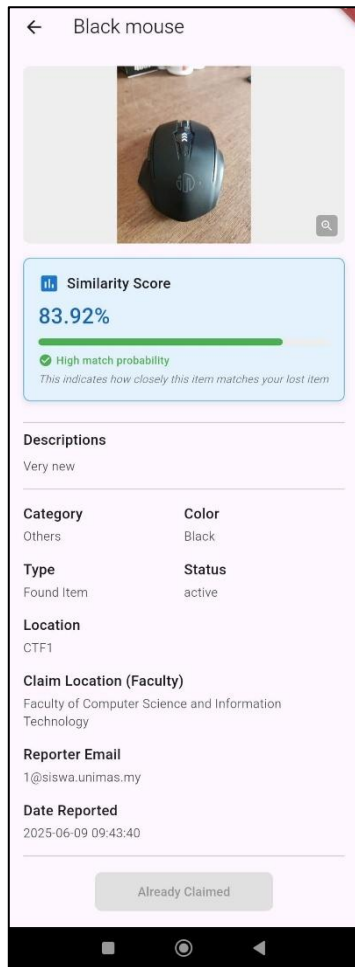 Black mouse
Similarity Score
83.92%
High match probability
This indicates how closely this item matches your lost item
Descriptions
Very new
Category
Color
Others
Black
Type
Status
Found Item
active
Location
CTF1
Claim Location (Faculty)
Faculty of Computer Science and Information
Technology
Reporter Email
1@siswa.unimas.my
Date Reported
2025-06-09 09:43:40
Already Claimed